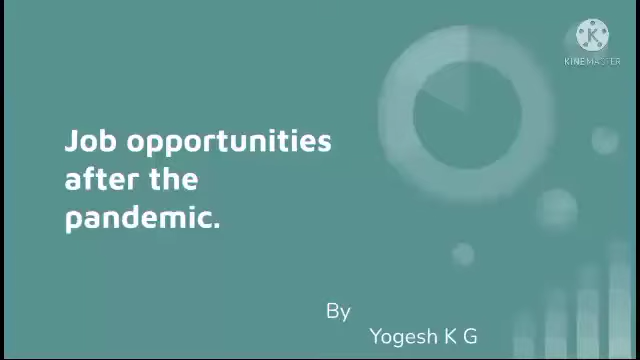 KINEMASTER
Job opportunities
after the
pandemic.
By
Yogesh K G